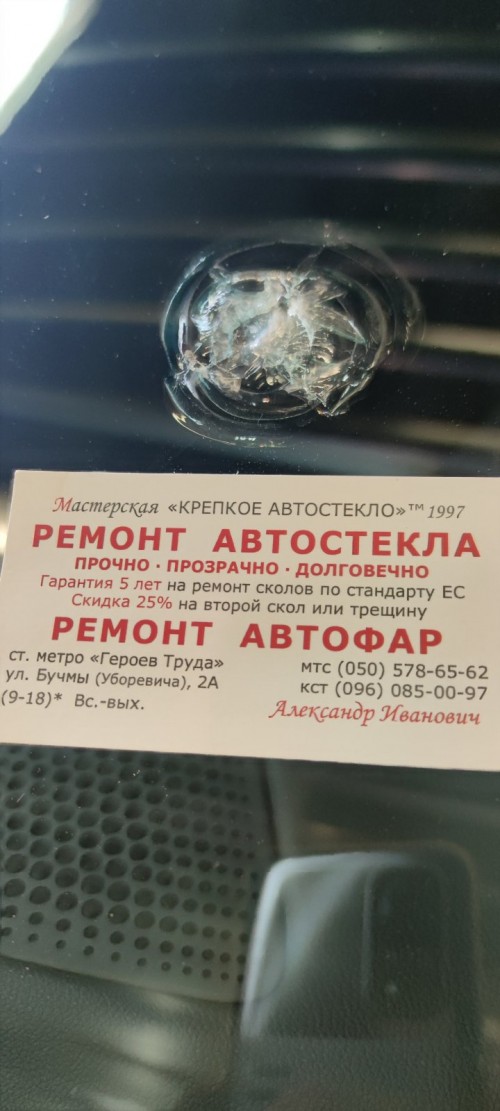 Мастерская «КРЕПКОЕ АВТОСТЕКЛО»™ 1997
РЕМОНТ АВТОСТЕКЛА
ПРОЧНО · ПРОЗРАЧНО · ДОЛГОВЕЧНО
Гарантия 5 лет на ремонт сколов по стандарту ЕС
Скидка 25% на второй скол или трещину
РЕМОНТ АВТОФАР
ст. метро «Героев Труда»
ул. Бучмы (Уборевича), 2А
(9-18)* Вс.-вых.
мтс (050) 578-65-62
кст (096) 085-00-97
Александр Иванович